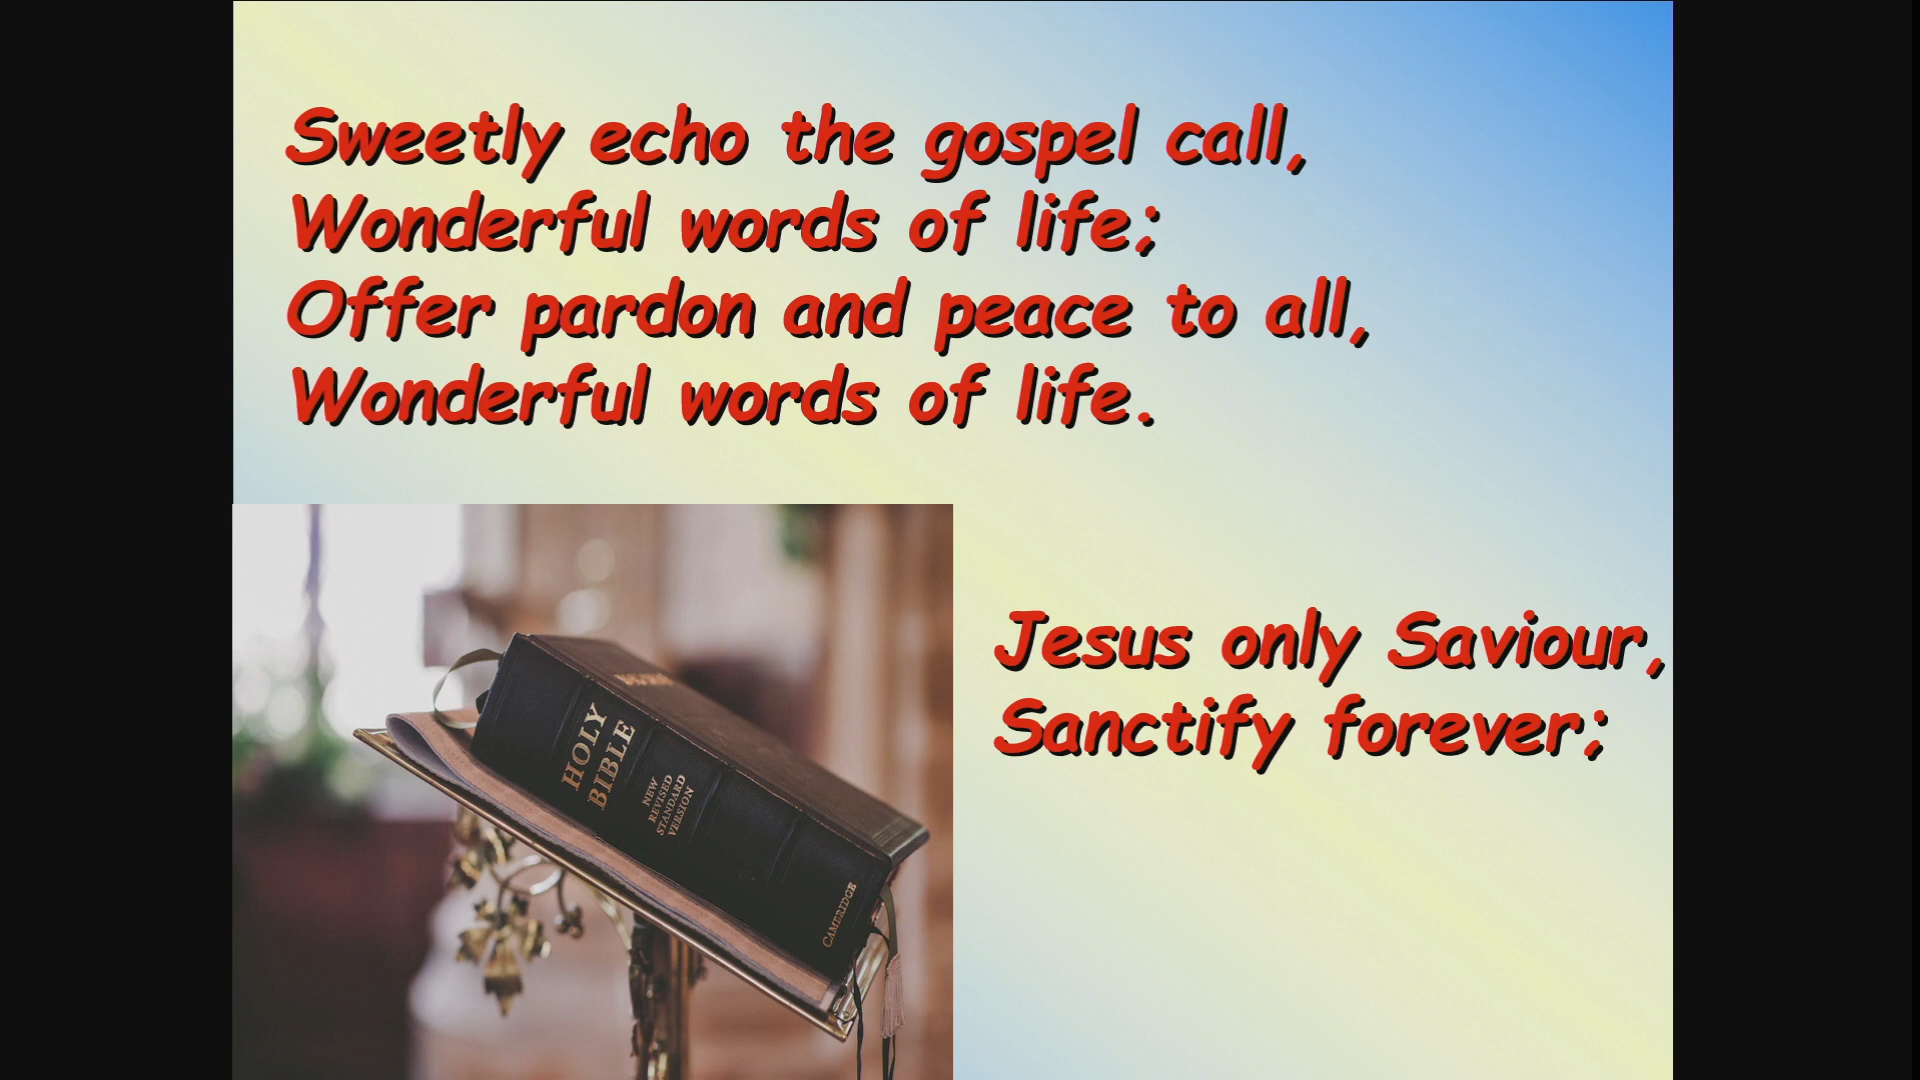 Sweetly echo the gospel call,
Wonderful words of life;
Offer pardon and peace to all,
Wonderful words of life.
Jesus only Saviour,
Sanctify forever;
HOLY
BIBLE
NEW
REVISED
STANDARD
VERSION
CAMBRIDGE